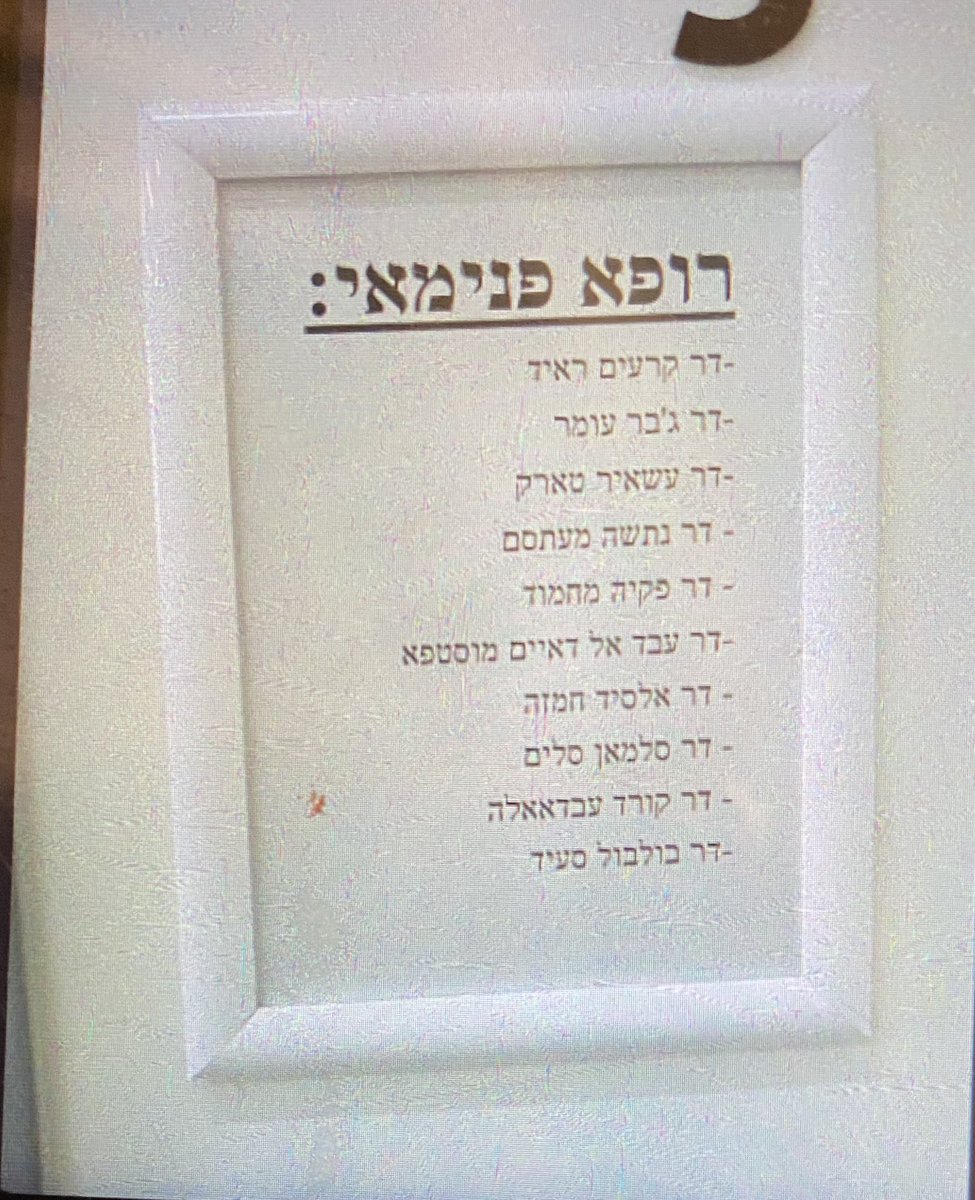 רופא פנימאי:
-דר קרעים ראיד
-דר ג'בר עומר
-דר עשאיר טארק
- דר נתשה מעתסם
- דר פקיה מחמוד
-דר עבד אל דאיים מוסטפא
- דר אלסיד חמזה
- דר סלמאן סלים
- דר קורד עבדאאלה
-דר בולבול סעיד